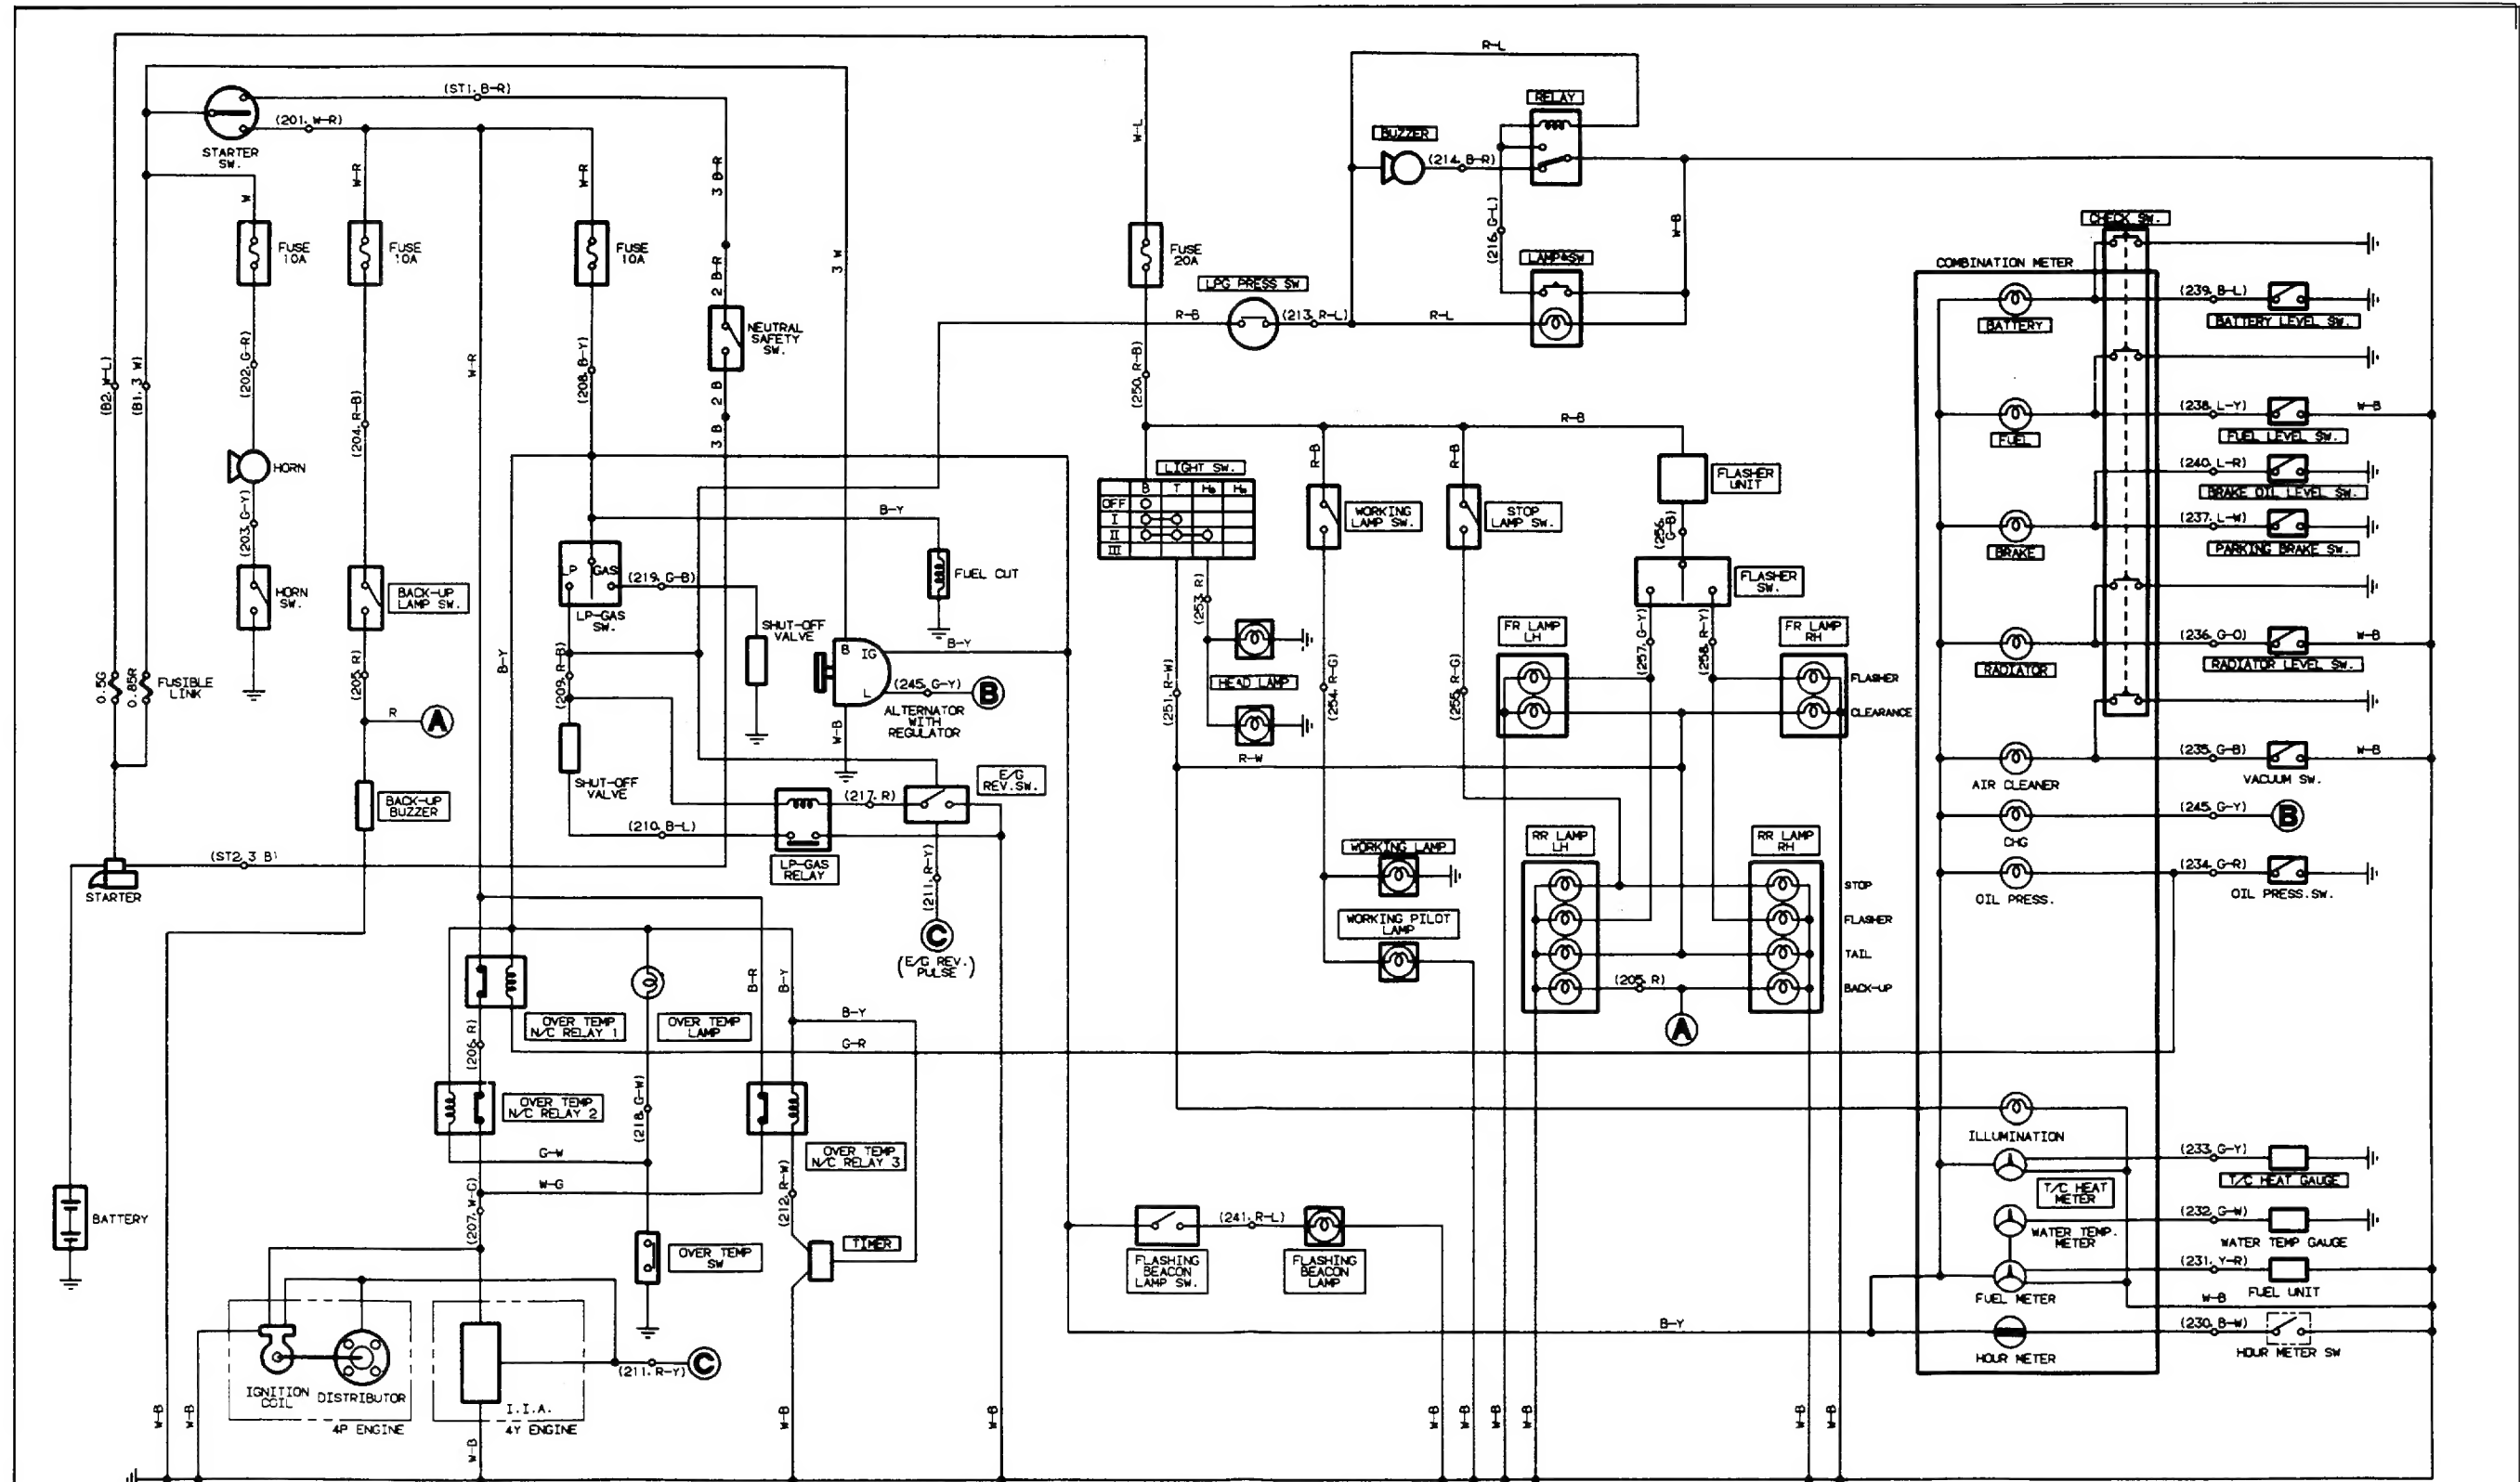 R-L
RELAY
BUZZER
(214. B-R)
(216. G-L)
W-B
LAMP+SW
(ST1. B-R)
(201. W-R)
STARTER
SW.
W
W-R
W-R
W-R
3 B-R
2 B-R
3 W
W-L
FUSE
10A
FUSE
10A
FUSE
10A
FUSE
20A
NEUTRAL
SAFETY
SW.
2 B
3 B
(B2. W-L)
(B1. 3 W)
(202. G-R)
(204. R-B)
(208. B-Y)
LPG PRESS SW
R-B
(213. R-L)
R-L
(250. R-B)
HORN
(203. G-Y)
HORN
SW.
BACK-UP
LAMP SW.
(205. R)
0.5G
0.85R
FUSIBLE
LINK
R
A
BACK-UP
BUZZER
(ST2. 3 B)
STARTER
BATTERY
LP
GAS
LP-GAS
SW.
(219. G-B)
B-Y
FUEL CUT
SHUT-OFF
VALVE
B
IG
L
B-Y
(245. G-Y)
B
ALTERNATOR
WITH
REGULATOR
W-B
B-Y
(209. R-B)
SHUT-OFF
VALVE
(210. B-L)
(217. R)
E/G
REV.SW.
LP-GAS
RELAY
(211. R-Y)
C
(E/G REV.
PULSE)
OVER TEMP
N/C RELAY 1
OVER TEMP
LAMP
B-R
B-Y
B-Y
G-R
(206. R)
OVER TEMP
N/C RELAY 2
(218. G-W)
G-W
W-G
(207. W-G)
OVER TEMP
N/C RELAY 3
(212. R-W)
OVER TEMP
SW
TIMER
IGNITION
COIL
DISTRIBUTOR
4P ENGINE
I.I.A.
4Y ENGINE
(211. R-Y)
C
W-B
W-B
W-B
W-B
W-B
LIGHT SW.
B
T
OFF
I
II
III
R-B
R-B
R-B
WORKING
LAMP SW.
STOP
LAMP SW.
FLASHER
UNIT
(256.
G-B)
FLASHER
SW.
(253. R)
(251. R-W)
HEAD LAMP
(254. R-G)
(255. R-G)
(257. G-Y)
(258. R-Y)
FR LAMP
LH
FR LAMP
RH
FLASHER
CLEARANCE
R-W
WORKING LAMP
WORKING PILOT
LAMP
RR LAMP
LH
RR LAMP
RH
STOP
FLASHER
TAIL
BACK-UP
(205. R)
A
FLASHING
BEACON
LAMP SW.
(241. R-L)
FLASHING
BEACON
LAMP
B-Y
W-B
W-B
W-B
W-B
W-B
W-B
CHECK SW.
COMBINATION METER
BATTERY
(239. B-L)
BATTERY LEVEL SW.
FUEL
(238. L-Y)
W-B
FUEL LEVEL SW.
(240. L-R)
BRAKE OIL LEVEL SW.
BRAKE
(237. L-W)
PARKING BRAKE SW.
RADIATOR
(236. G-O)
W-B
RADIATOR LEVEL SW.
AIR CLEANER
(235. G-B)
W-B
VACUUM SW.
CHG
(245. G-Y)
B
OIL PRESS.
(234. G-R)
OIL PRESS.SW.
ILLUMINATION
T/C HEAT
METER
(233. G-Y)
T/C HEAT GAUGE
WATER TEMP.
METER
(232. G-W)
WATER TEMP GAUGE
FUEL METER
(231. Y-R)
FUEL UNIT
W-B
HOUR METER
(230. B-W)
HOUR METER SW